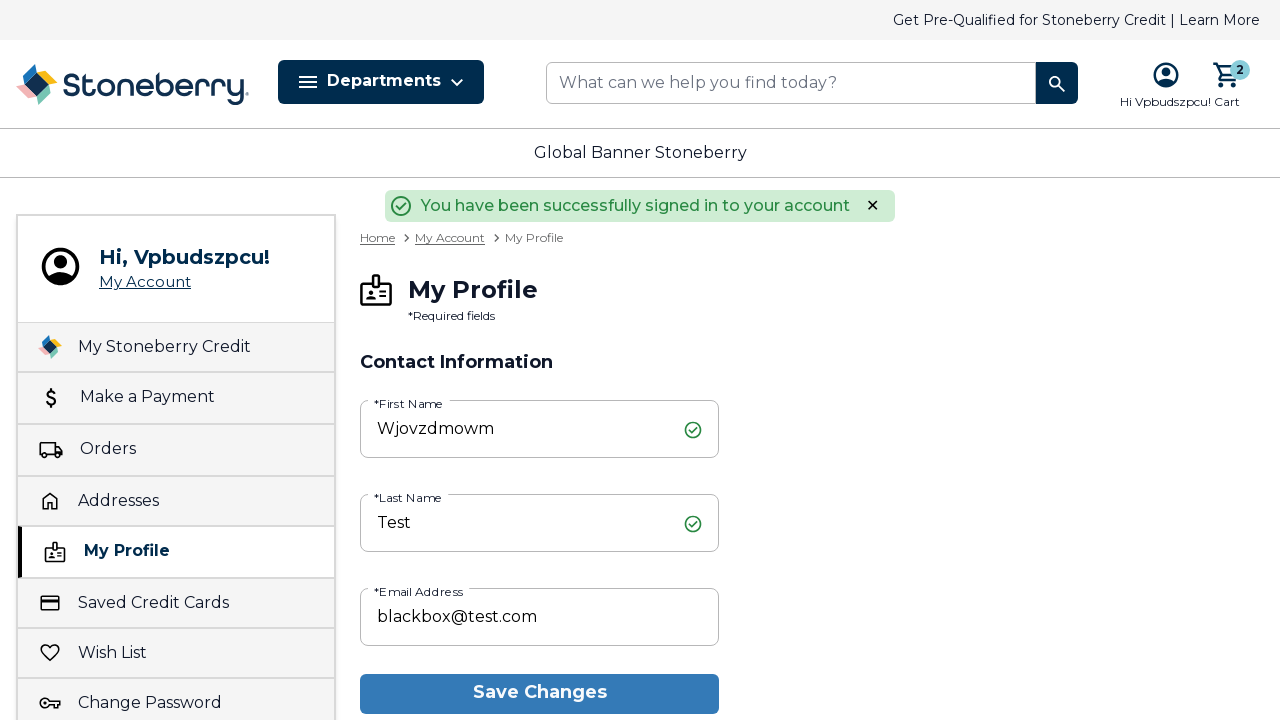 Get Pre-Qualified for Stoneberry Credit | Learn More
Stoneberry
Departments
What can we help you find today?
2
Hi Vpbudszpcu! Cart
Global Banner Stoneberry
You have been successfully signed in to your account ×
Hi, Vpbudszpcu!
My Account
My Stoneberry Credit
Make a Payment
Orders
Addresses
My Profile
Saved Credit Cards
Wish List
Change Password
Home > My Account > My Profile
My Profile
*Required fields
Contact Information
*First Name
Wjovzdmowm
*Last Name
Test
*Email Address
blackbox@test.com
Save Changes